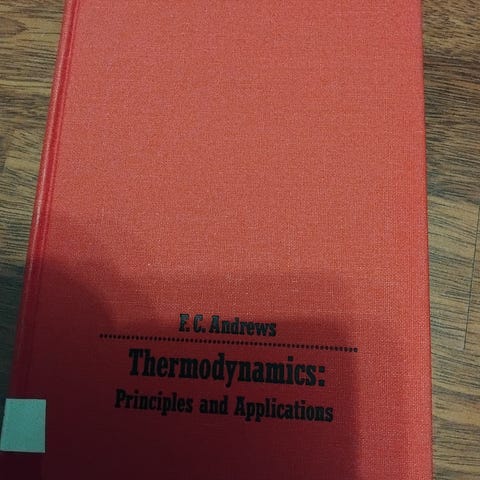 F. C. Andrews
Thermodynamics:
Principles and Applications